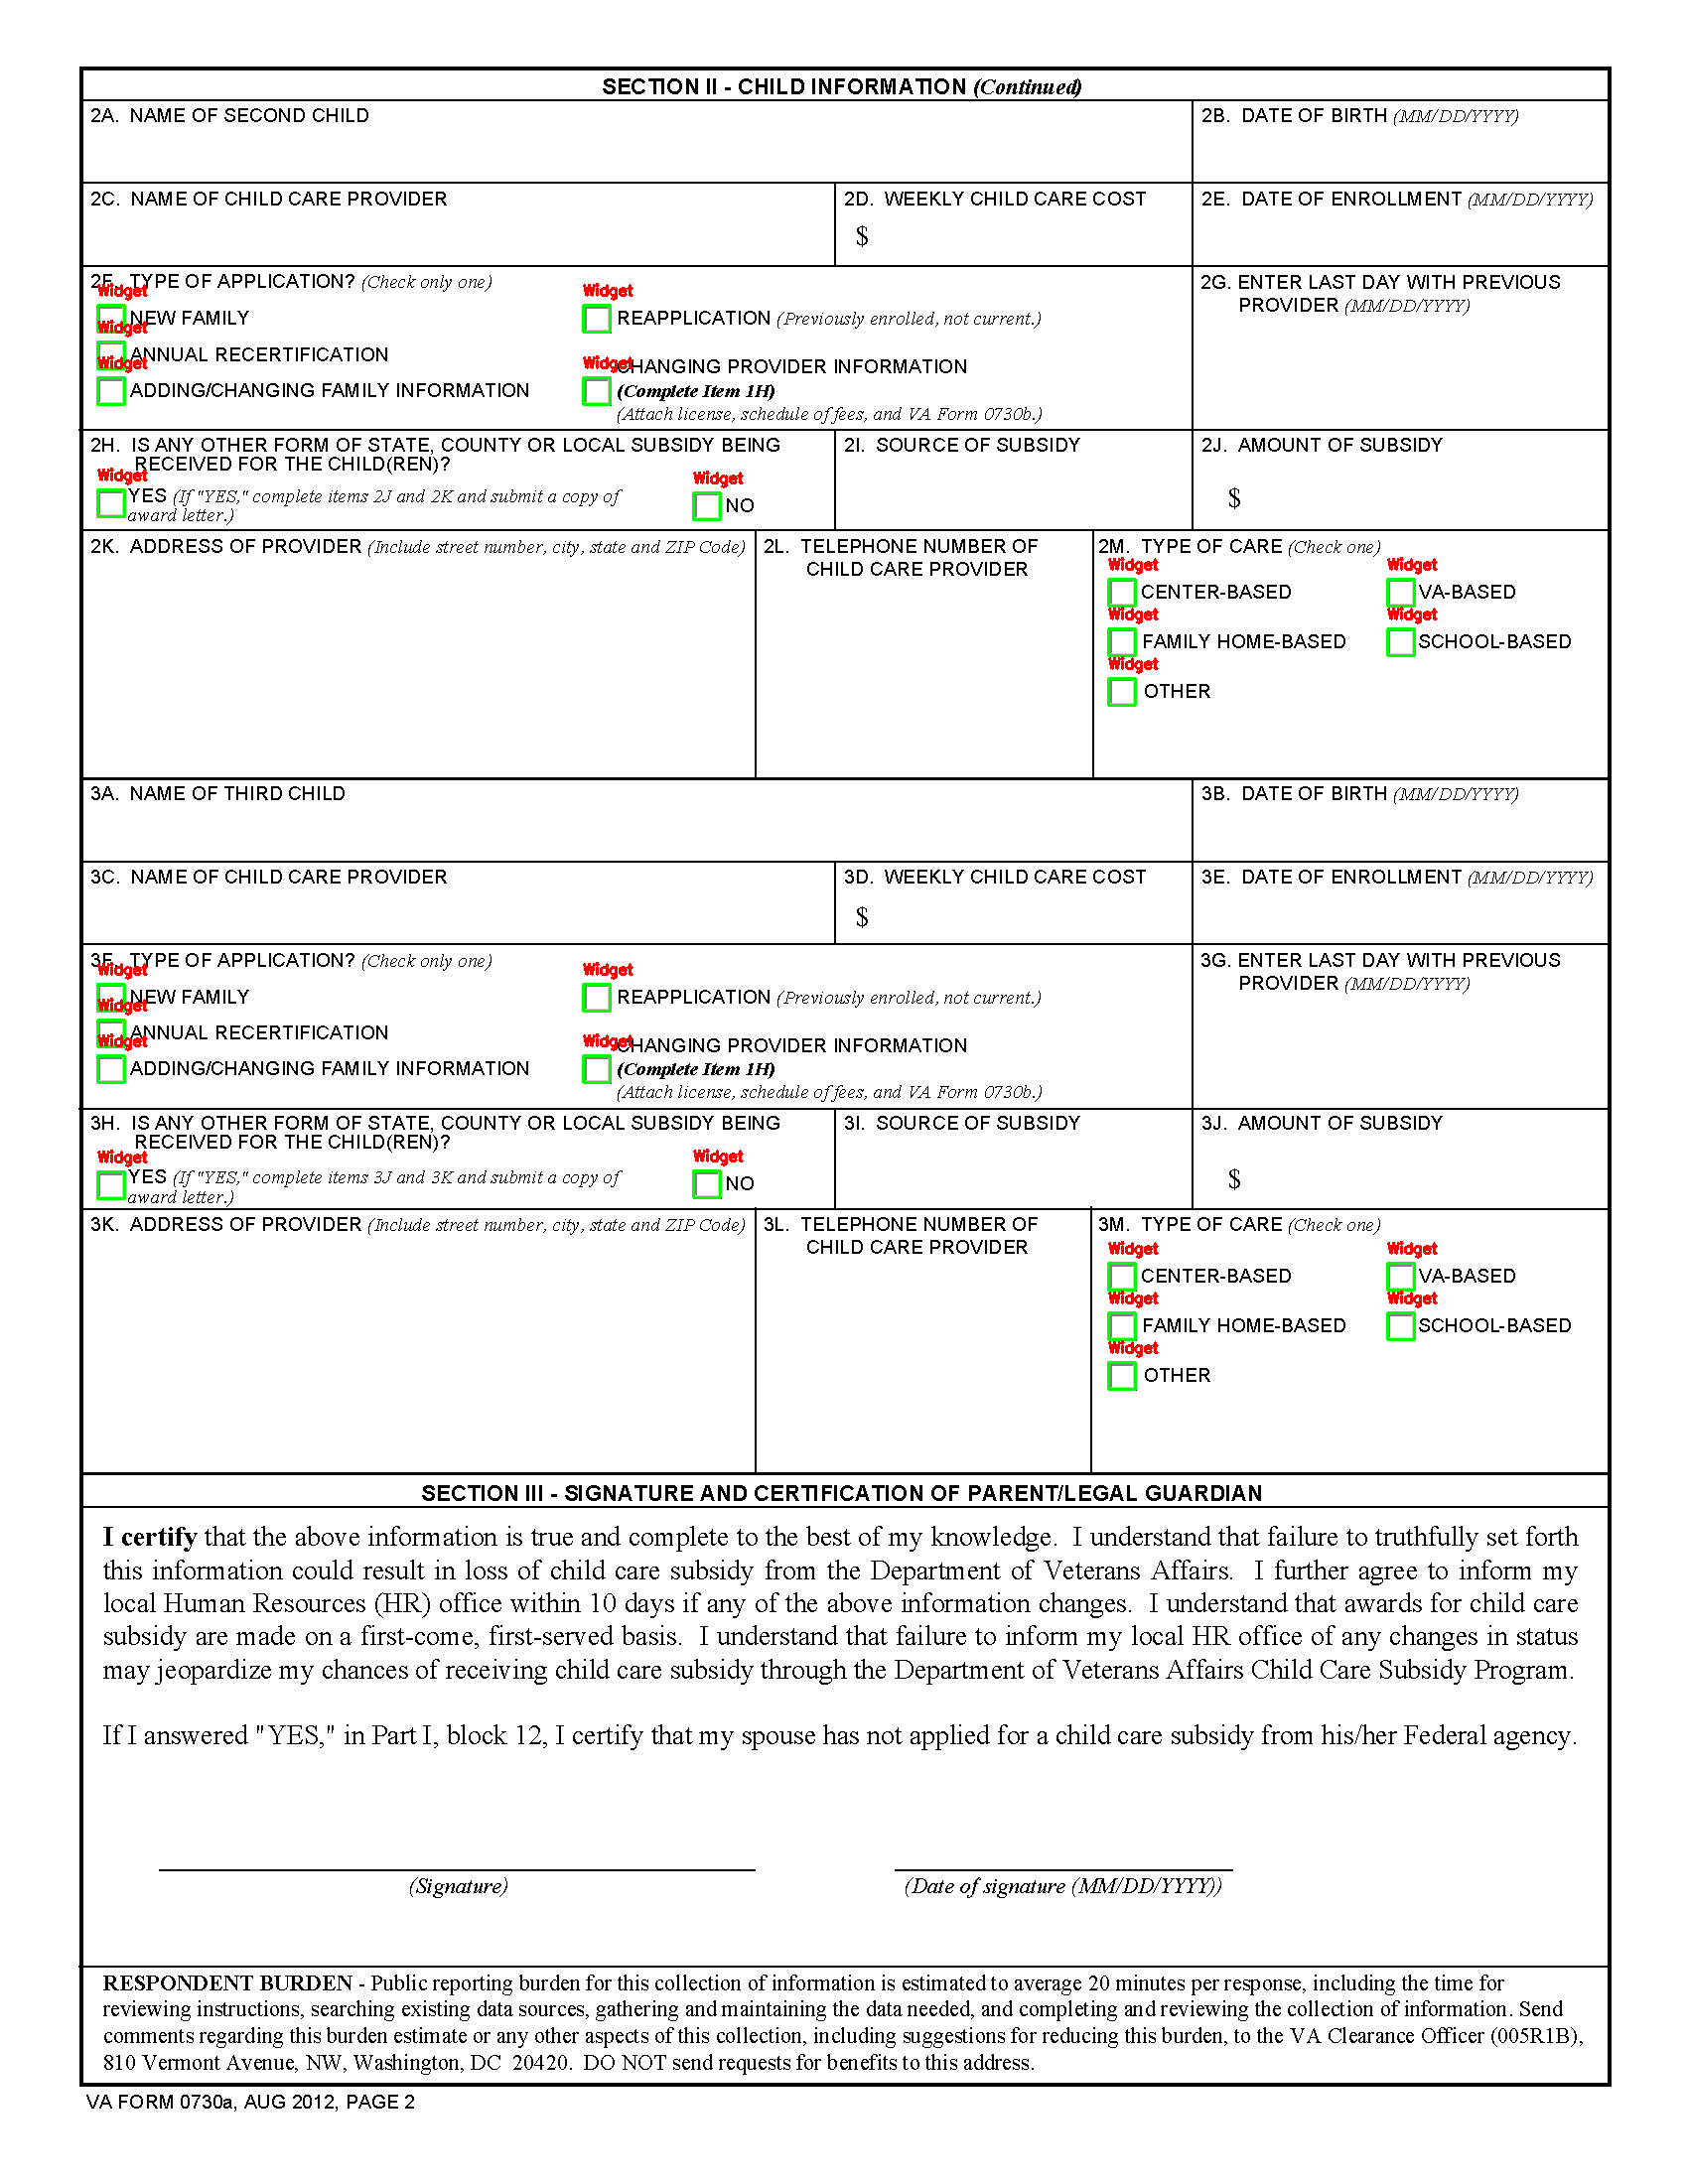 SECTION II - CHILD INFORMATION (Continued)
2A. NAME OF SECOND CHILD
2B. DATE OF BIRTH (MM/DD/YYYY)
2C. NAME OF CHILD CARE PROVIDER
2D. WEEKLY CHILD CARE COST
$
2E. DATE OF ENROLLMENT (MM/DD/YYYY)
2F. TYPE OF APPLICATION? (Check only one)
Widget
NEW FAMILY
Widget
ANNUAL RECERTIFICATION
Widget
ADDING/CHANGING FAMILY INFORMATION
Widget
REAPPLICATION (Previously enrolled, not current.)
Widget
CHANGING PROVIDER INFORMATION
(Complete Item 1H)
(Attach license, schedule of fees, and VA Form 0730b.)
2G. ENTER LAST DAY WITH PREVIOUS
PROVIDER (MM/DD/YYYY)
2H. IS ANY OTHER FORM OF STATE, COUNTY OR LOCAL SUBSIDY BEING
RECEIVED FOR THE CHILD(REN)?
Widget
YES (If "YES," complete items 2J and 2K and submit a copy of
award letter.)
Widget
NO
2I. SOURCE OF SUBSIDY
2J. AMOUNT OF SUBSIDY
$
2K. ADDRESS OF PROVIDER (Include street number, city, state and ZIP Code)
2L. TELEPHONE NUMBER OF
CHILD CARE PROVIDER
2M. TYPE OF CARE (Check one)
Widget
CENTER-BASED
Widget
VA-BASED
Widget
FAMILY HOME-BASED
Widget
SCHOOL-BASED
Widget
OTHER
3A. NAME OF THIRD CHILD
3B. DATE OF BIRTH (MM/DD/YYYY)
3C. NAME OF CHILD CARE PROVIDER
3D. WEEKLY CHILD CARE COST
$
3E. DATE OF ENROLLMENT (MM/DD/YYYY)
3F. TYPE OF APPLICATION? (Check only one)
Widget
NEW FAMILY
Widget
ANNUAL RECERTIFICATION
Widget
ADDING/CHANGING FAMILY INFORMATION
Widget
REAPPLICATION (Previously enrolled, not current.)
Widget
CHANGING PROVIDER INFORMATION
(Complete Item 1H)
(Attach license, schedule of fees, and VA Form 0730b.)
3G. ENTER LAST DAY WITH PREVIOUS
PROVIDER (MM/DD/YYYY)
3H. IS ANY OTHER FORM OF STATE, COUNTY OR LOCAL SUBSIDY BEING
RECEIVED FOR THE CHILD(REN)?
Widget
YES (If "YES," complete items 3J and 3K and submit a copy of
award letter.)
Widget
NO
3I. SOURCE OF SUBSIDY
3J. AMOUNT OF SUBSIDY
$
3K. ADDRESS OF PROVIDER (Include street number, city, state and ZIP Code)
3L. TELEPHONE NUMBER OF
CHILD CARE PROVIDER
3M. TYPE OF CARE (Check one)
Widget
CENTER-BASED
Widget
VA-BASED
Widget
FAMILY HOME-BASED
Widget
SCHOOL-BASED
Widget
OTHER
SECTION III - SIGNATURE AND CERTIFICATION OF PARENT/LEGAL GUARDIAN
I certify that the above information is true and complete to the best of my knowledge. I understand that failure to truthfully set forth
this information could result in loss of child care subsidy from the Department of Veterans Affairs. I further agree to inform my
local Human Resources (HR) office within 10 days if any of the above information changes. I understand that awards for child care
subsidy are made on a first-come, first-served basis. I understand that failure to inform my local HR office of any changes in status
may jeopardize my chances of receiving child care subsidy through the Department of Veterans Affairs Child Care Subsidy Program.
If I answered "YES," in Part I, block 12, I certify that my spouse has not applied for a child care subsidy from his/her Federal agency.
(Signature)
(Date of signature (MM/DD/YYYY))
RESPONDENT BURDEN - Public reporting burden for this collection of information is estimated to average 20 minutes per response, including the time for
reviewing instructions, searching existing data sources, gathering and maintaining the data needed, and completing and reviewing the collection of information. Send
comments regarding this burden estimate or any other aspects of this collection, including suggestions for reducing this burden, to the VA Clearance Officer (005R1B),
810 Vermont Avenue, NW, Washington, DC 20420. DO NOT send requests for benefits to this address.
VA FORM 0730a, AUG 2012, PAGE 2